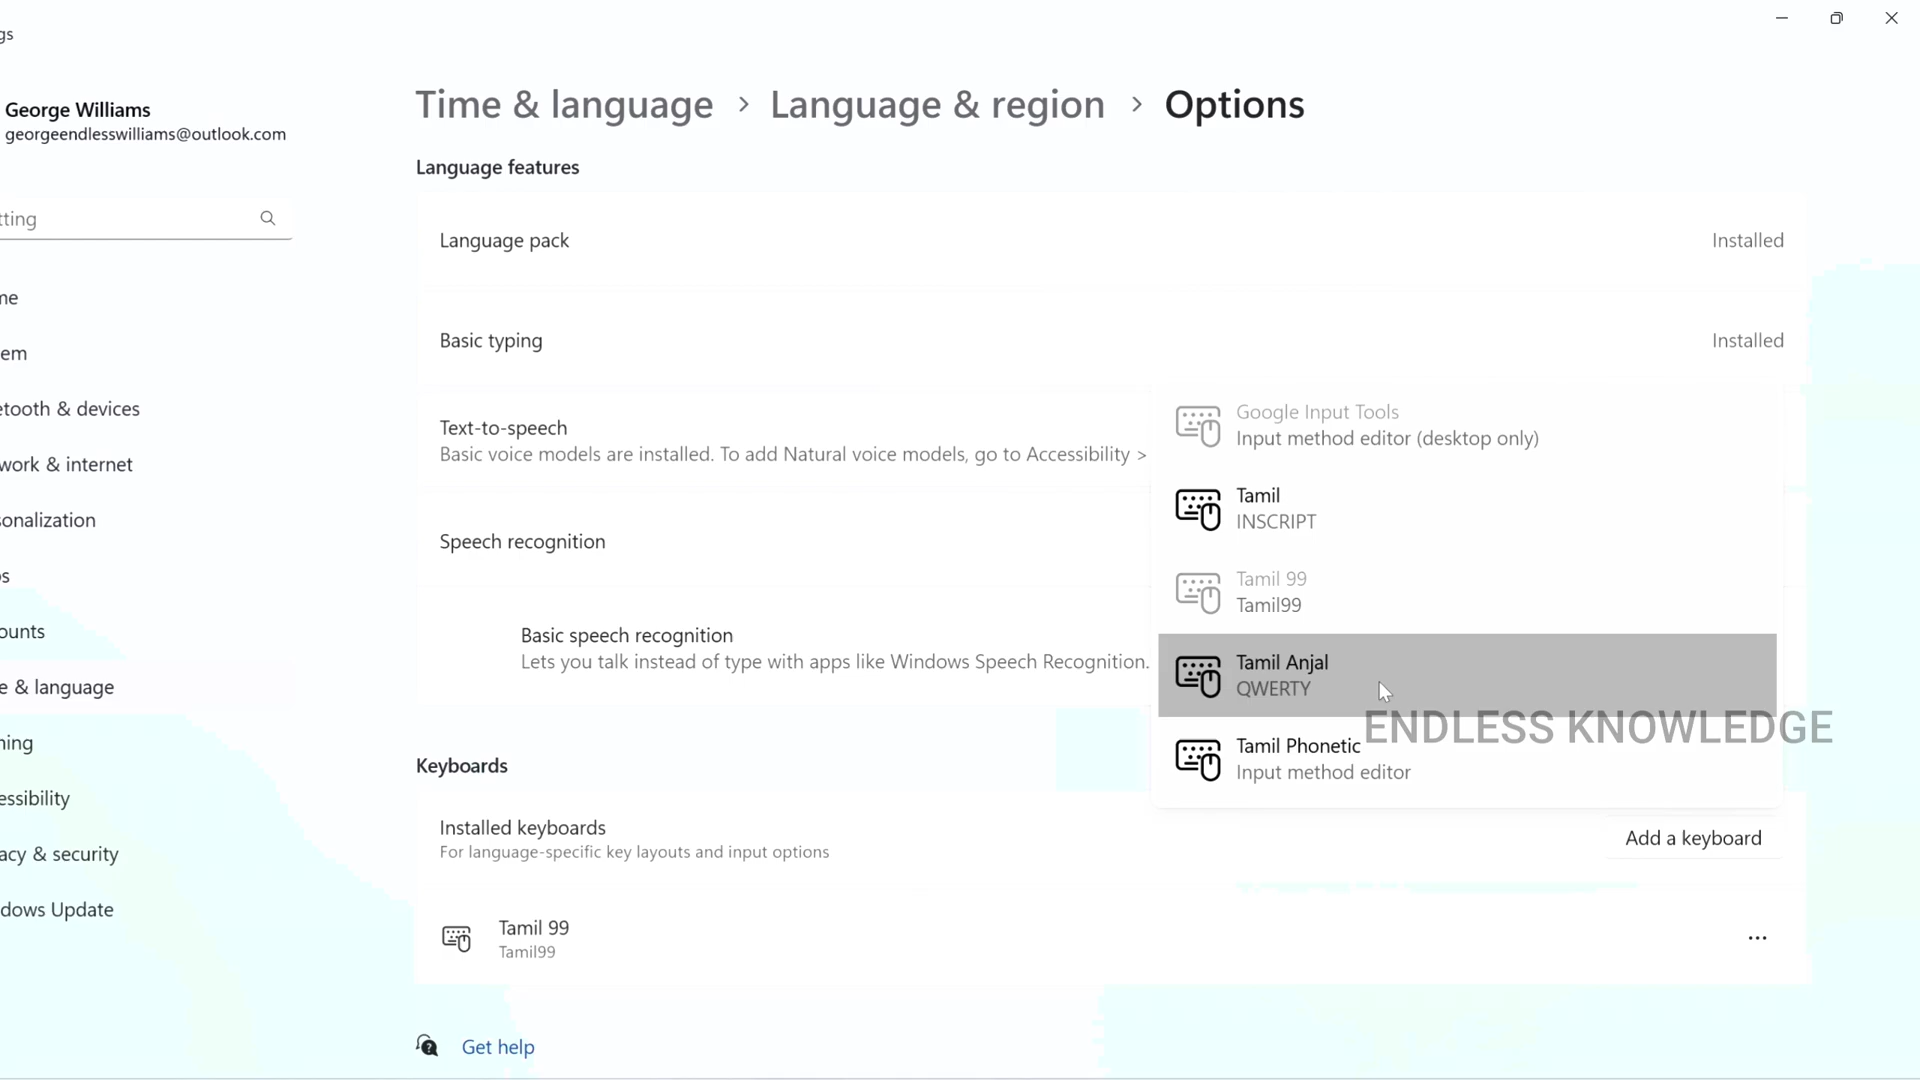 gs
George Williams
georgeendlesswilliams@outlook.com
tting
me
em
etooth & devices
work & internet
sonalization
s
ounts
e & language
ning
essibility
acy & security
dows Update
Time & language > Language & region > Options
Language features
Language pack
Installed
Basic typing
Installed
Text-to-speech
Basic voice models are installed. To add Natural voice models, go to Accessibility >
Speech recognition
Basic speech recognition
Lets you talk instead of type with apps like Windows Speech Recognition.
Google Input Tools
Input method editor (desktop only)
Tamil
INSCRIPT
Tamil 99
Tamil99
Tamil Anjal
QWERTY
ENDLESS KNOWLEDGE
Tamil Phonetic
Input method editor
Keyboards
Installed keyboards
For language-specific key layouts and input options
Add a keyboard
Tamil 99
Tamil99
Get help